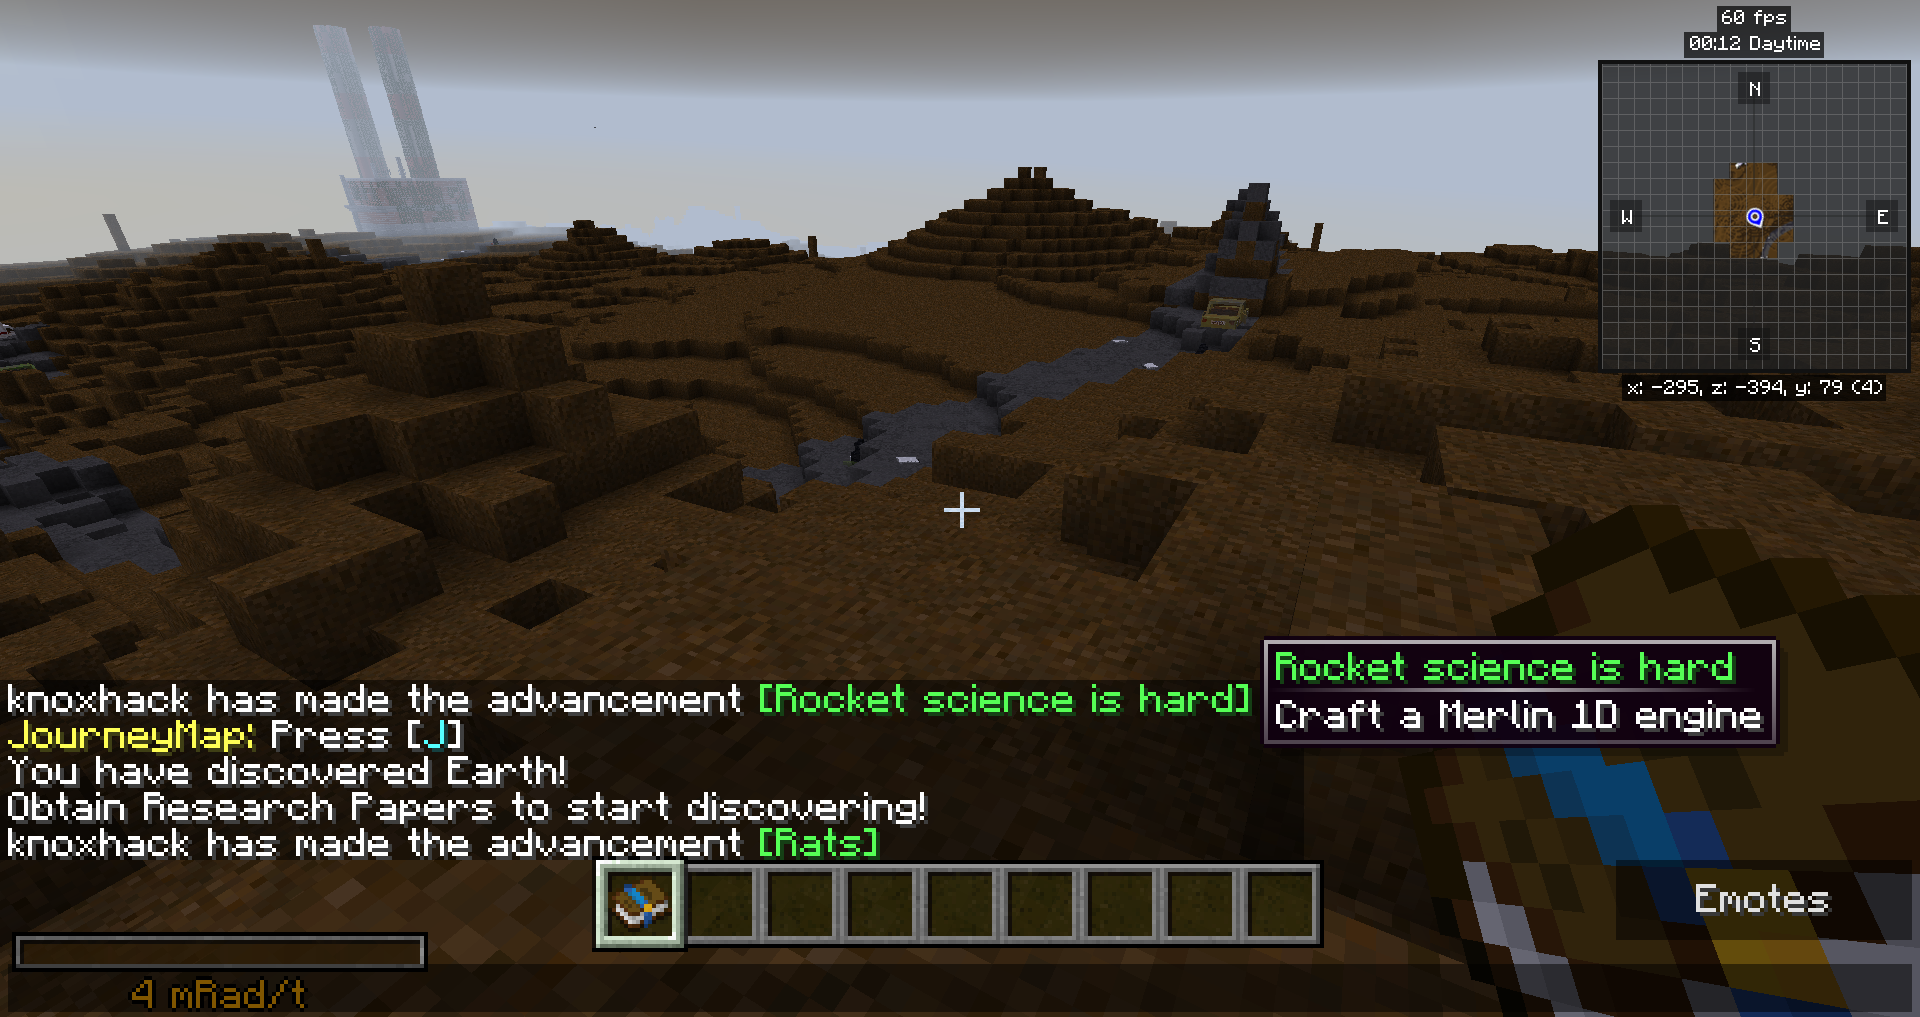 60 fps
00:12 Daytime
N
W
E
S
x: -295, z: -394, y: 79 (4)
Rocket science is hard
Craft a Merlin 1D engine
knoxhack has made the advancement [Rocket science is hard]
JourneyMap: Press [J]
You have discovered Earth!
Obtain Research Papers to start discovering!
knoxhack has made the advancement [Rats]
Emotes
4 mRad/t